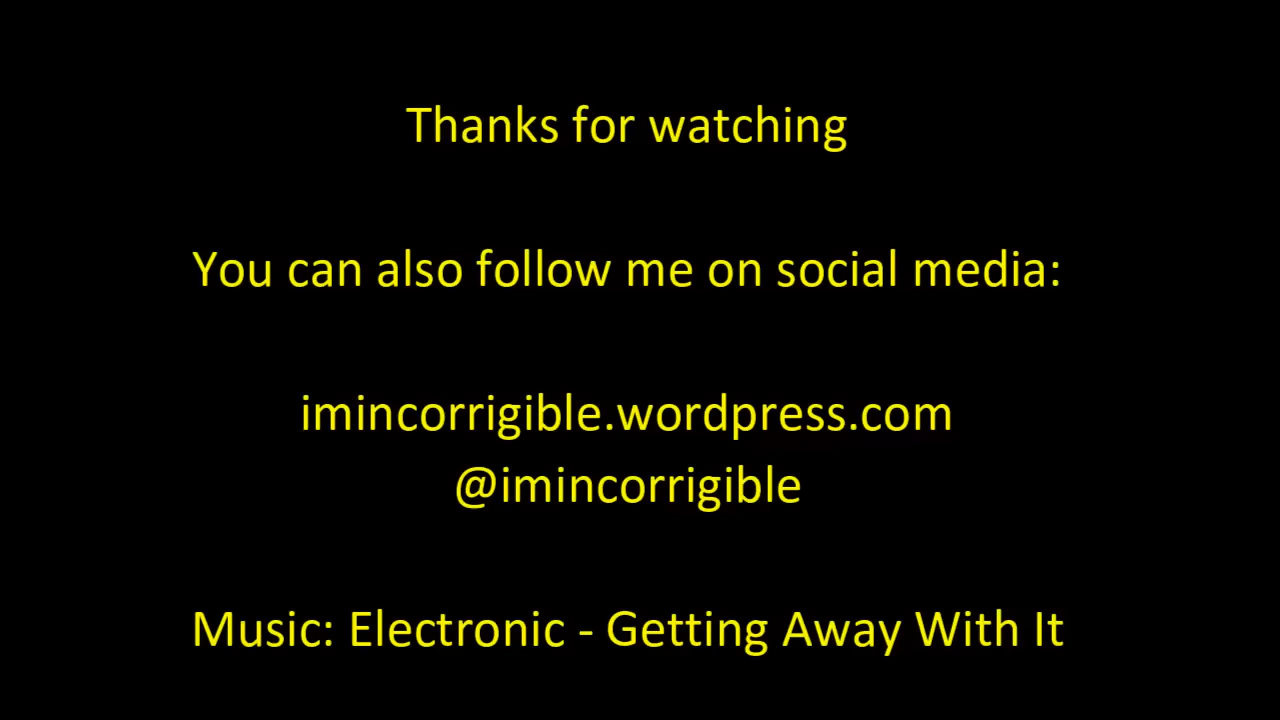 Thanks for watching
You can also follow me on social media:
imincorrigible.wordpress.com
@imincorrigible
Music: Electronic - Getting Away With It